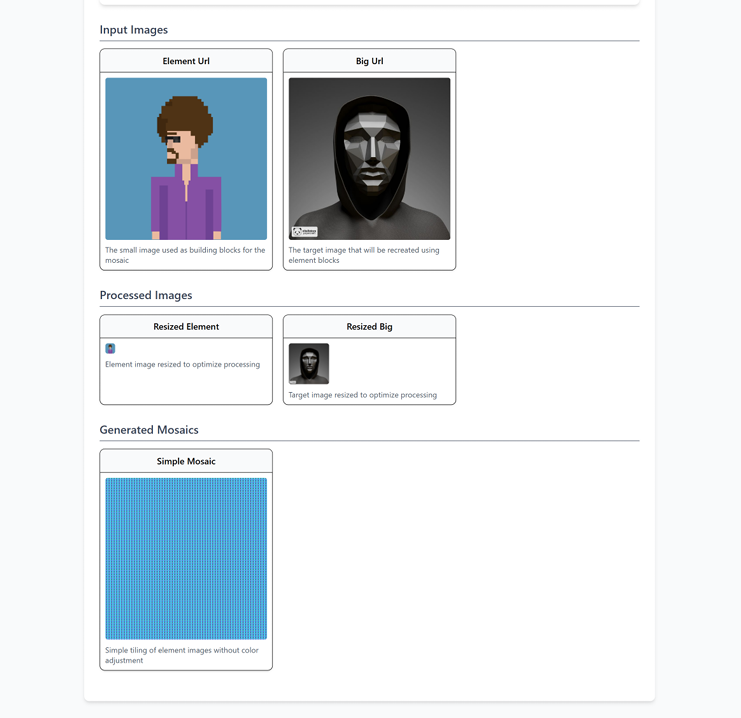 Input Images
Element Url
The small image used as building blocks for the
mosaic
Big Url
The target image that will be recreated using
element blocks
Processed Images
Resized Element
Element image resized to optimize processing
Resized Big
Target image resized to optimize processing
Generated Mosaics
Simple Mosaic
Simple tiling of element images without color
adjustment